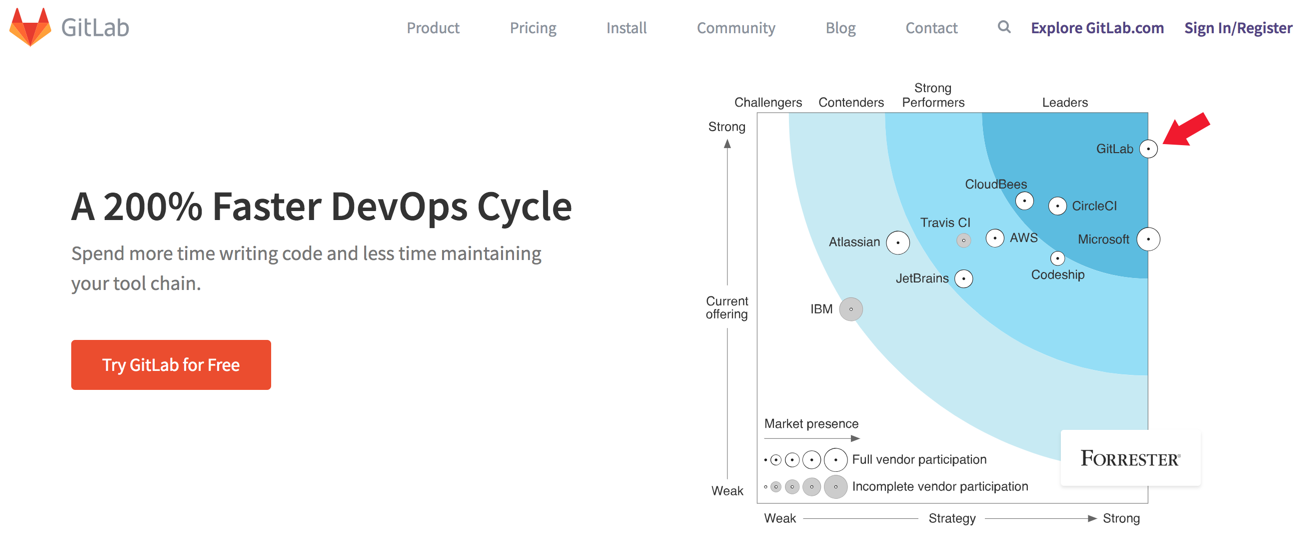 GitLab
Product Pricing Install Community Blog Contact Explore GitLab.com Sign In/Register
A 200% Faster DevOps Cycle
Spend more time writing code and less time maintaining
your tool chain.
Try GitLab for Free
Challengers Contenders Strong
Performers Leaders
Strong
Current
offering
Weak
GitLab
CloudBees
CircleCI
Travis CI
AWS
Microsoft
Atlassian
Codeship
JetBrains
IBM
Market presence
Full vendor participation
Incomplete vendor participation
FORRESTER®
Weak Strategy Strong